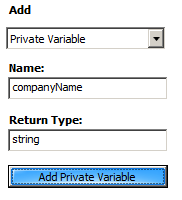 Add
Private Variable
Name:
companyName
Return Type:
string
Add Private Variable